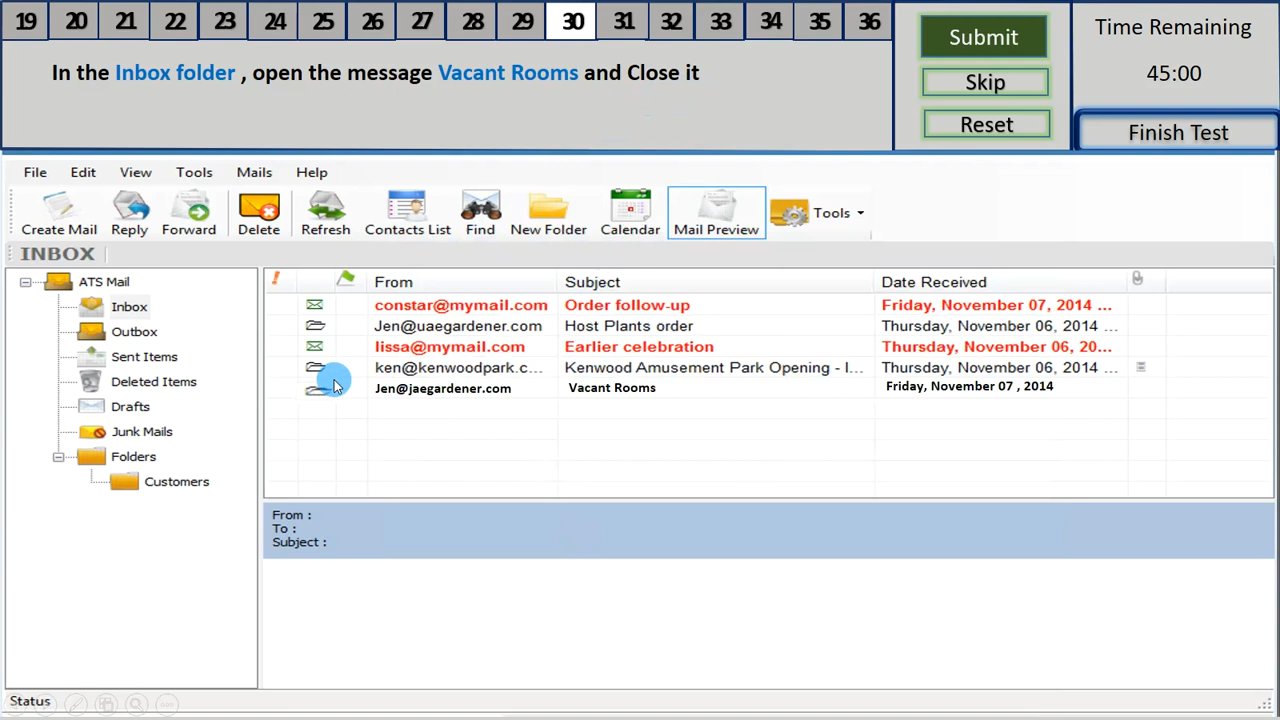 19 20 21 22 23 24 25 26 27 28 29 30 31 32 33 34 35 36
In the Inbox folder , open the message Vacant Rooms and Close it
Submit
Skip
Reset
Time Remaining
45:00
Finish Test
File Edit View Tools Mails Help
Create Mail Reply Forward Delete Refresh Contacts List Find New Folder Calendar Mail Preview Tools
INBOX
ATS Mail
Inbox
Outbox
Sent Items
Deleted Items
Drafts
Junk Mails
Folders
Customers
! From Subject Date Received
constar@mymail.com Order follow-up Friday, November 07, 2014 ...
Jen@uaegardener.com Host Plants order Thursday, November 06, 2014 ...
lissa@mymail.com Earlier celebration Thursday, November 06, 20...
ken@kenwoodpark.c... Kenwood Amusement Park Opening - I... Thursday, November 06, 2014 ...
Jen@jaegardener.com Vacant Rooms Friday, November 07 , 2014
From :
To :
Subject :
Status